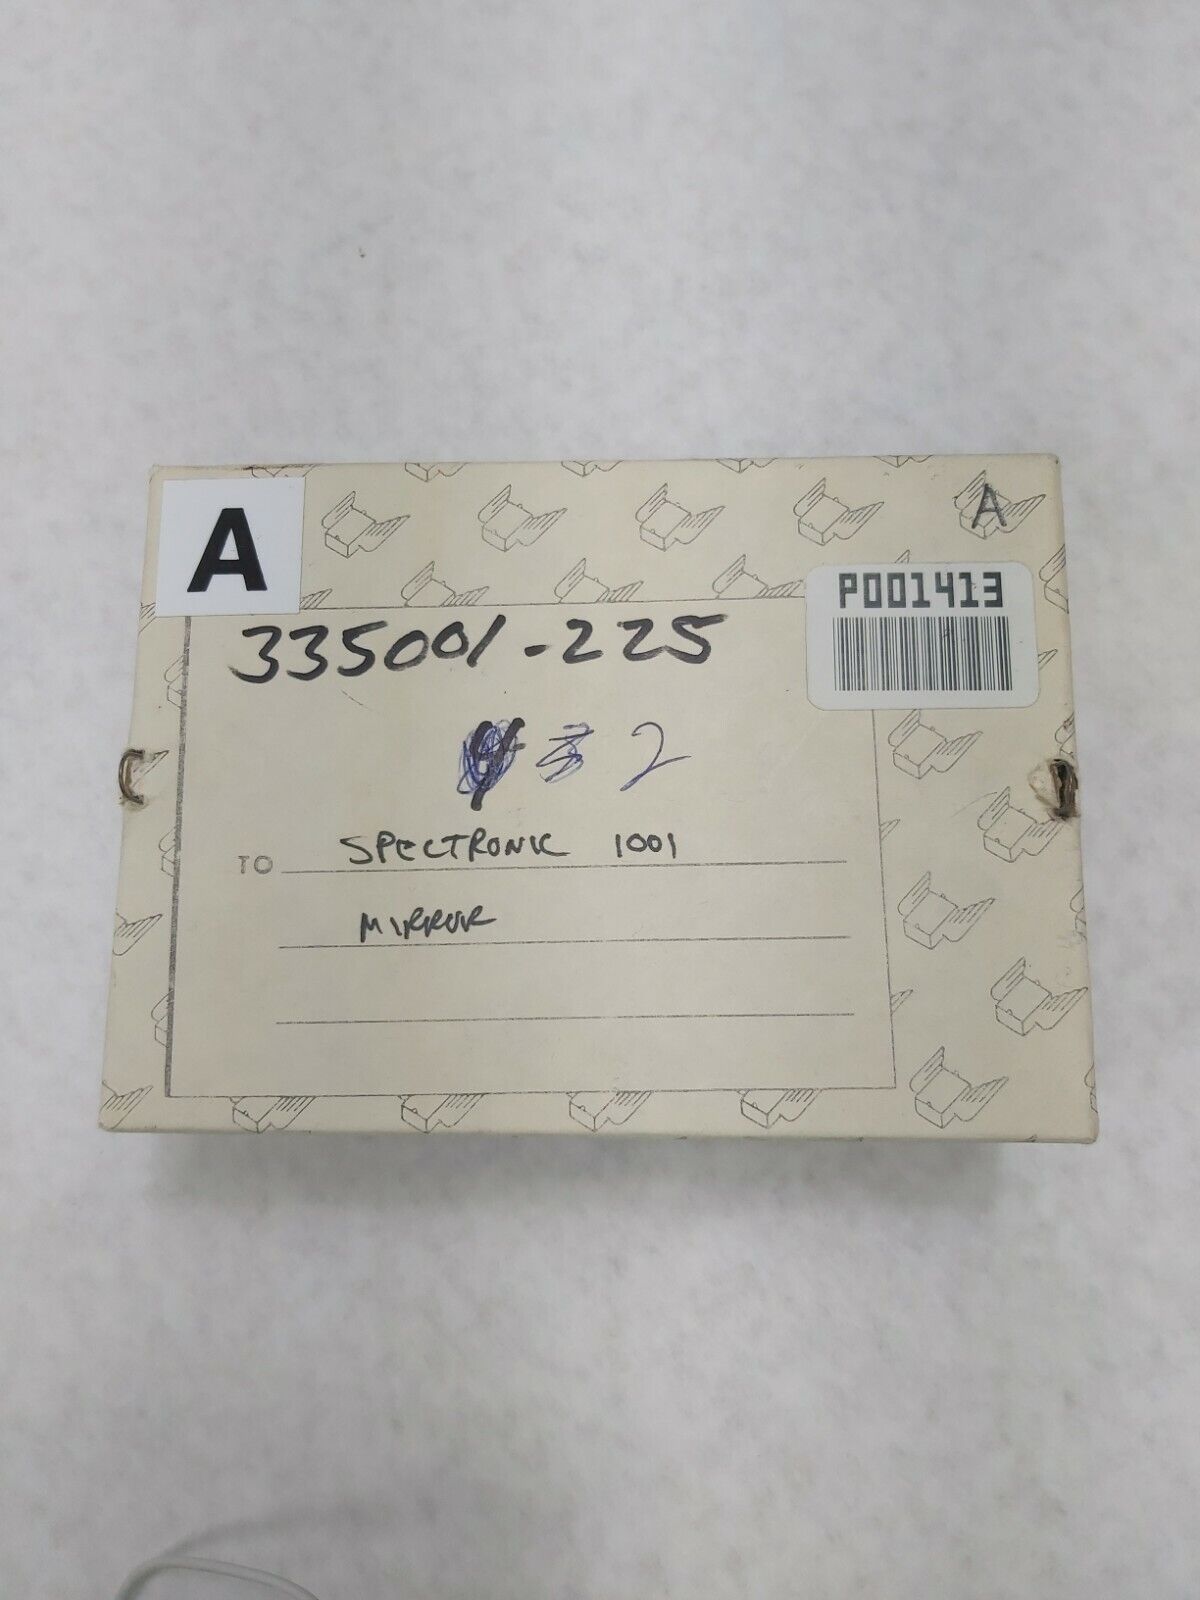 A
A
P001413
335001-225
2
SPECTRONIC 1001
TO
MIRROR